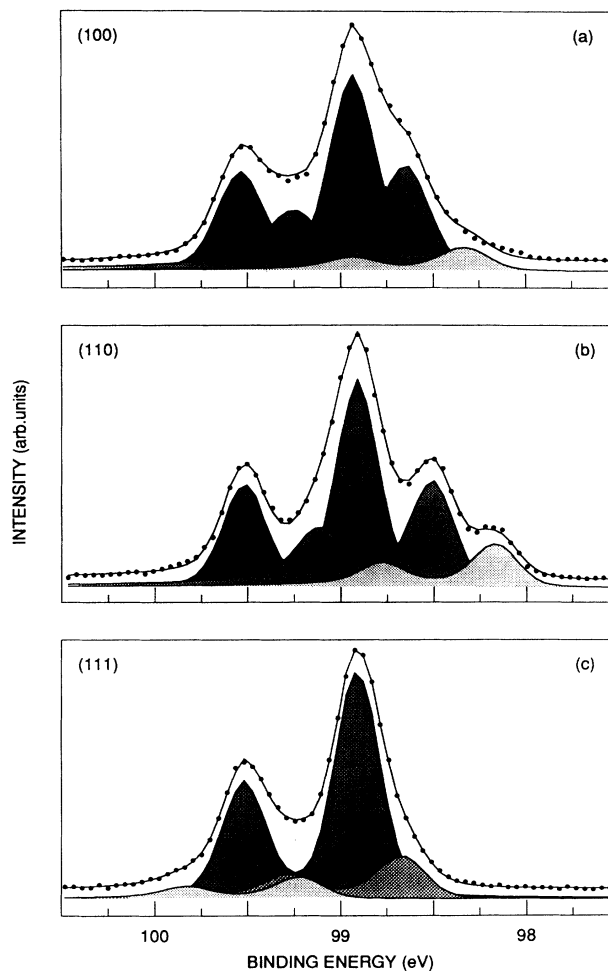 (100) (a)
(110) (b)
INTENSITY (arb.units)
(111) (c)
100 99 98
BINDING ENERGY (eV)